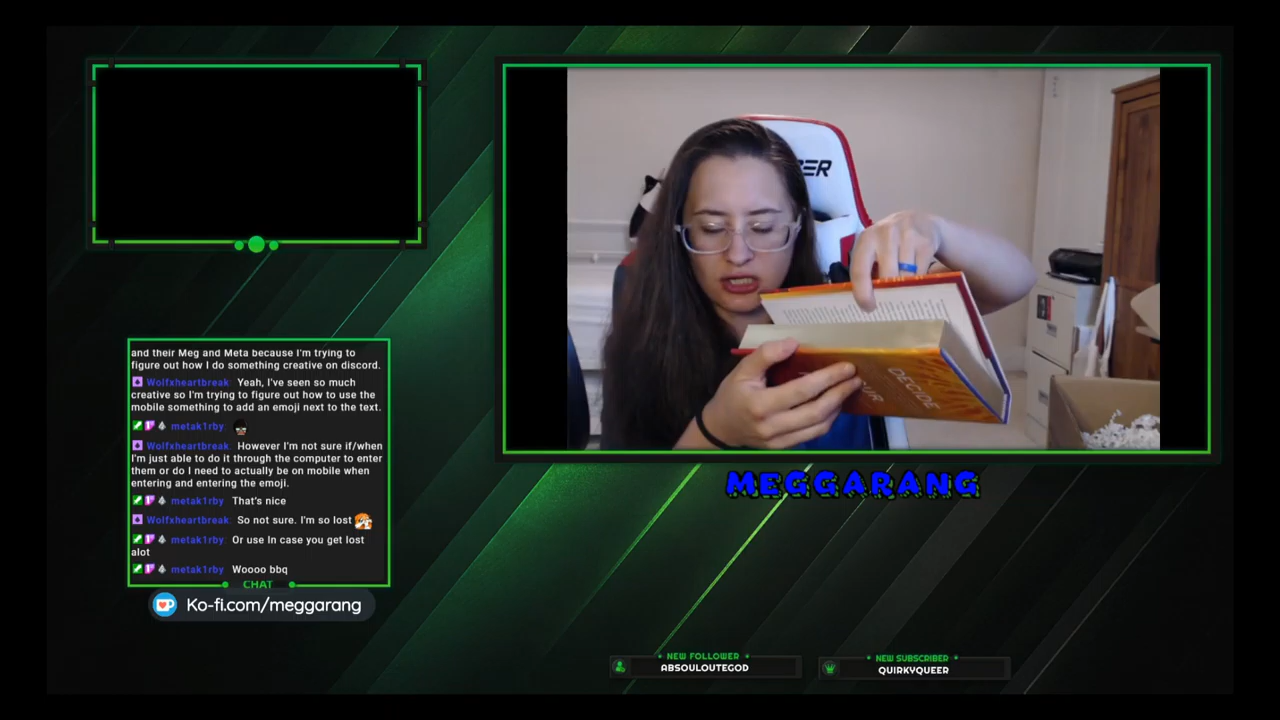 and their Meg and Meta because I'm trying to
figure out how I do something creative on discord.
Wolfxheartbreak: Yeah, I've seen so much
creative so I'm trying to figure out how to use the
mobile something to add an emoji next to the text.
metak1rby:
Wolfxheartbreak: However I'm not sure if/when
I'm just able to do it through the computer to enter
them or do I need to actually be on mobile when
entering and entering the emoji.
metak1rby: That's nice
Wolfxheartbreak: So not sure. I'm so lost
metak1rby: Or use In case you get lost
alot
metak1rby: Woooo bbq
CHAT
Ko-fi.com/meggarang
DECIDE
MEGGARANG
NEW FOLLOWER
ABSOULOUTEGOD
NEW SUBSCRIBER
QUIRKYQUEER